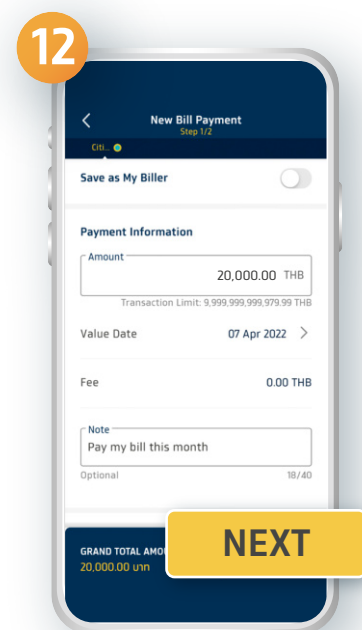 12
New Bill Payment
Step 1/2
Citi...
Save as My Biller
Payment Information
Amount
20,000.00 THB
Transaction Limit: 9,999,999,999,979.99 THB
Value Date 07 Apr 2022
Fee 0.00 THB
Note
Pay my bill this month
Optional 18/40
GRAND TOTAL AMOU
20,000.00 บาท
NEXT